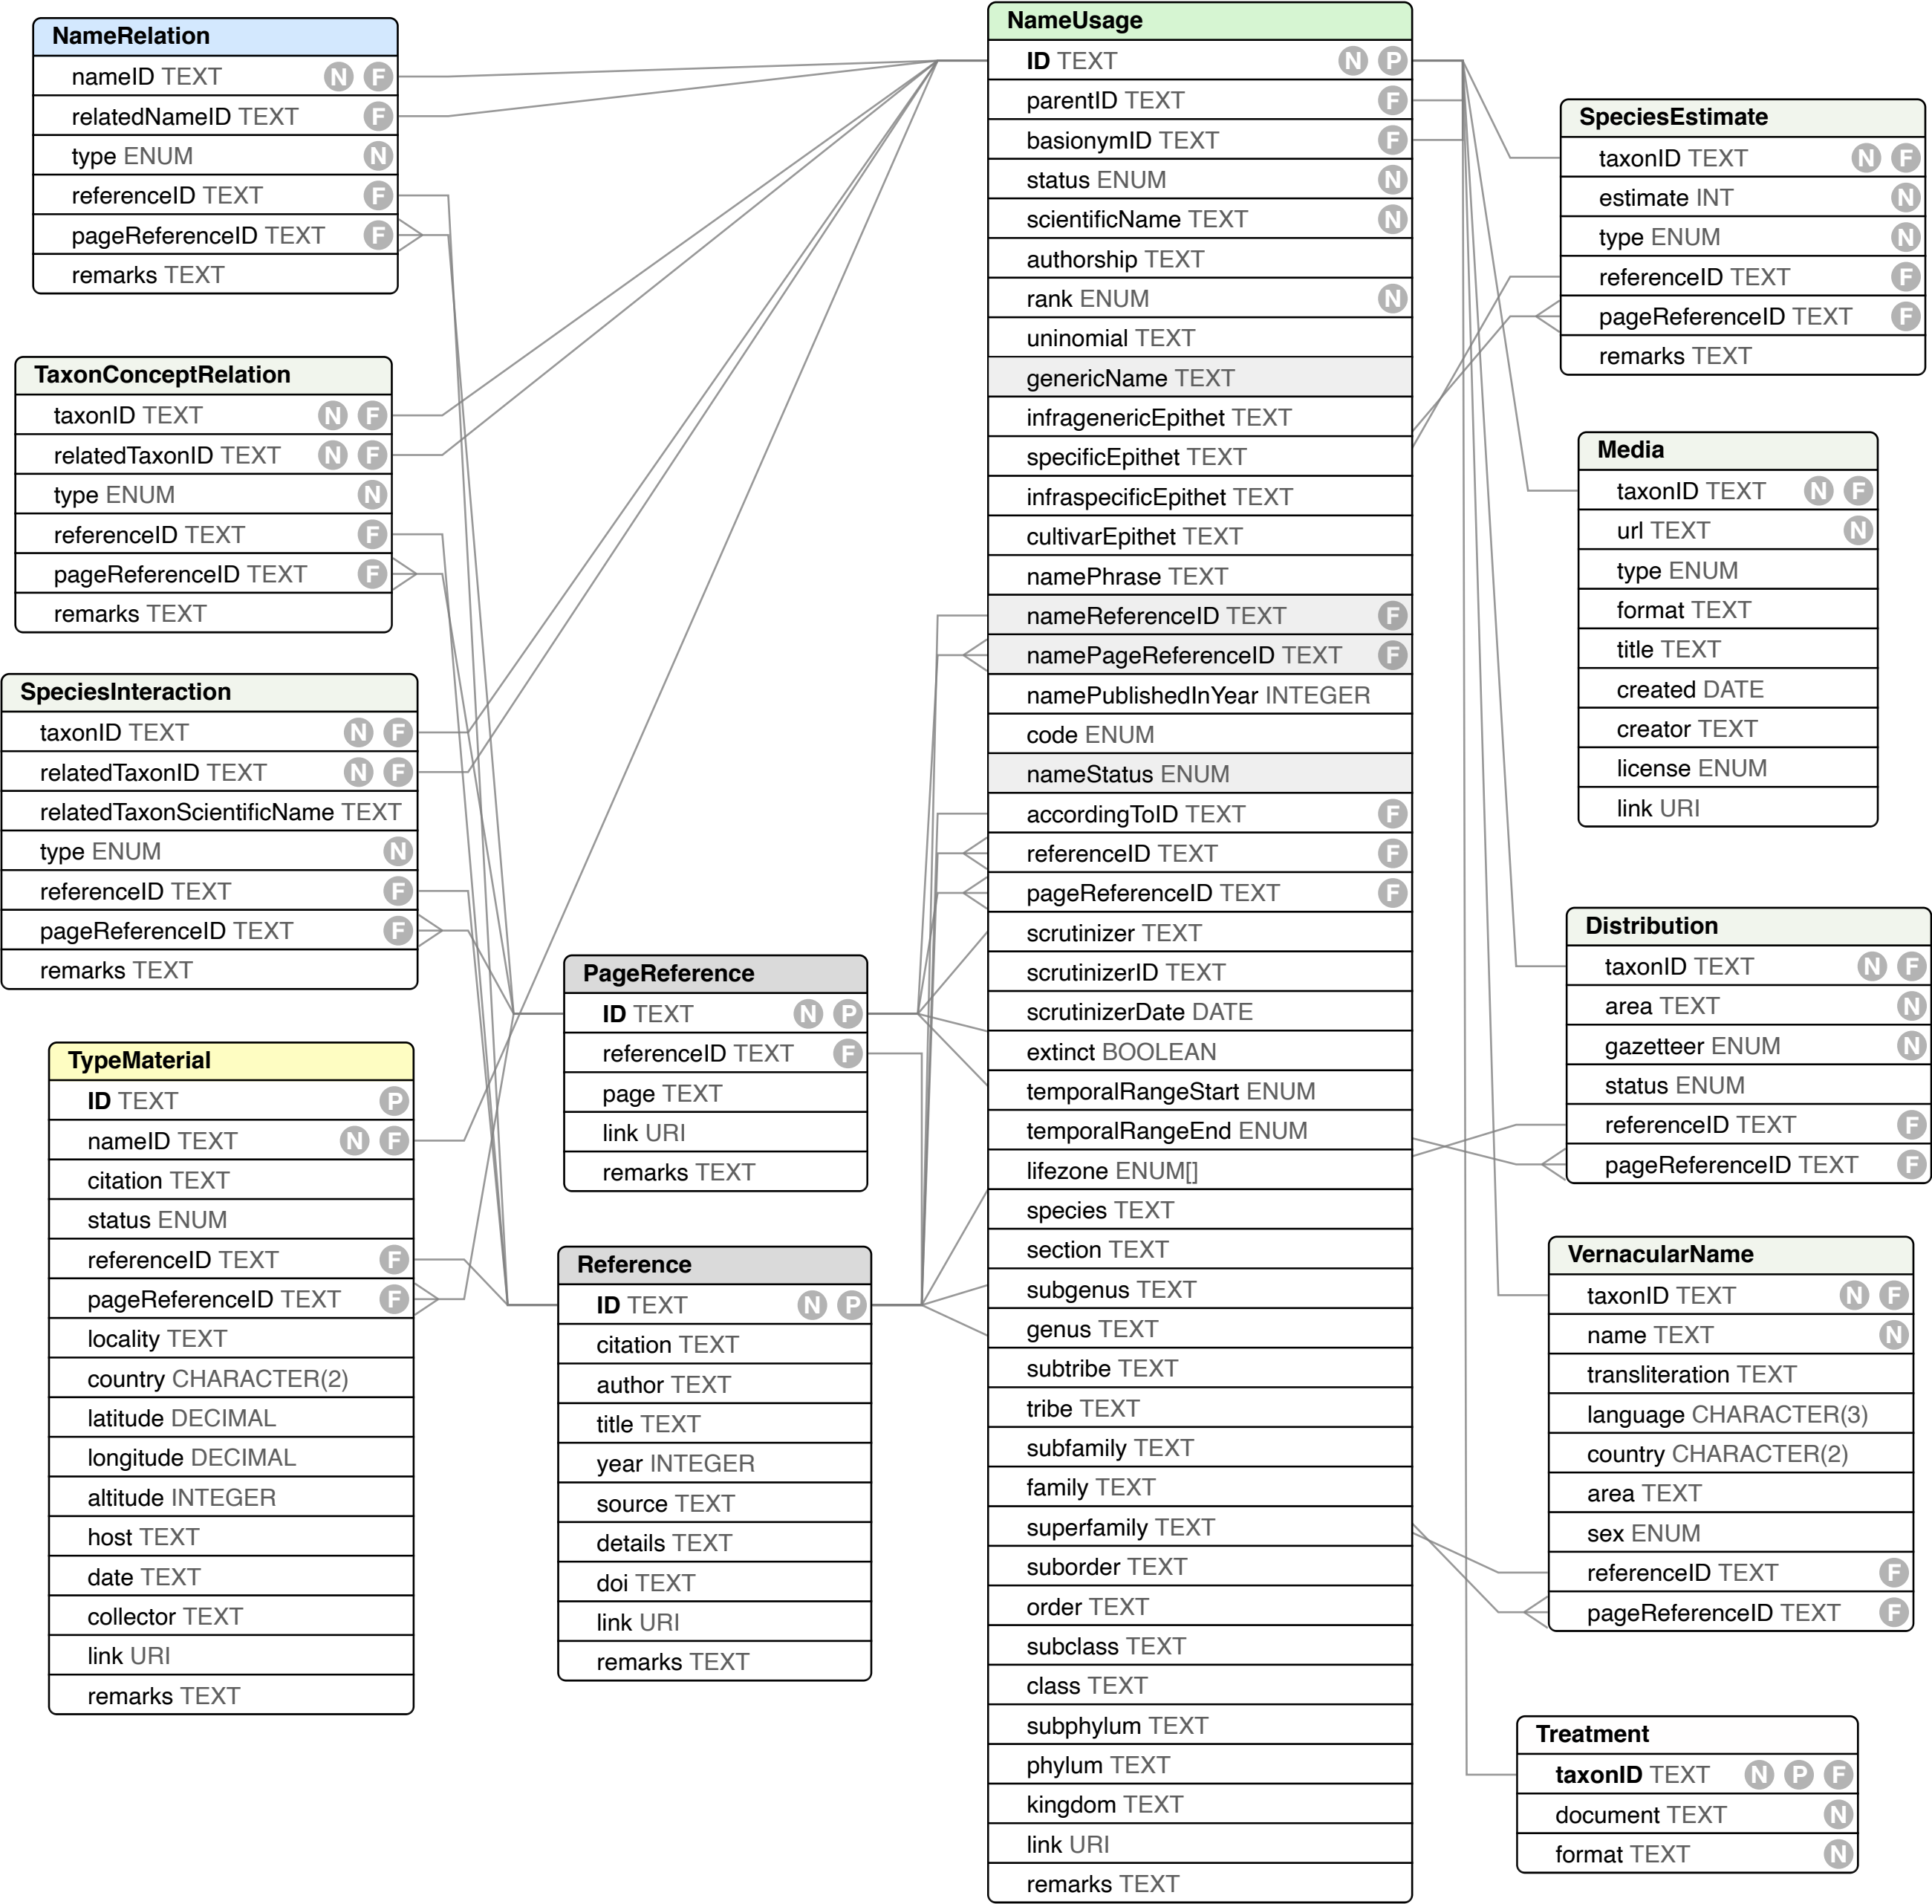 NameRelation
nameID TEXT N F
relatedNameID TEXT F
type ENUM N
referenceID TEXT F
pageReferenceID TEXT F
remarks TEXT
TaxonConceptRelation
taxonID TEXT N F
relatedTaxonID TEXT N F
type ENUM N
referenceID TEXT F
pageReferenceID TEXT F
remarks TEXT
SpeciesInteraction
taxonID TEXT N F
relatedTaxonID TEXT N F
relatedTaxonScientificName TEXT
type ENUM N
referenceID TEXT F
pageReferenceID TEXT F
remarks TEXT
TypeMaterial
ID TEXT P
nameID TEXT N F
citation TEXT
status ENUM
referenceID TEXT F
pageReferenceID TEXT F
locality TEXT
country CHARACTER(2)
latitude DECIMAL
longitude DECIMAL
altitude INTEGER
host TEXT
date TEXT
collector TEXT
link URI
remarks TEXT
PageReference
ID TEXT N P
referenceID TEXT F
page TEXT
link URI
remarks TEXT
Reference
ID TEXT N P
citation TEXT
author TEXT
title TEXT
year INTEGER
source TEXT
details TEXT
doi TEXT
link URI
remarks TEXT
NameUsage
ID TEXT N P
parentID TEXT F
basionymID TEXT F
status ENUM N
scientificName TEXT N
authorship TEXT
rank ENUM N
uninomial TEXT
genericName TEXT
infragenericEpithet TEXT
specificEpithet TEXT
infraspecificEpithet TEXT
cultivarEpithet TEXT
namePhrase TEXT
nameReferenceID TEXT F
namePageReferenceID TEXT F
namePublishedInYear INTEGER
code ENUM
nameStatus ENUM
accordingToID TEXT F
referenceID TEXT F
pageReferenceID TEXT F
scrutinizer TEXT
scrutinizerID TEXT
scrutinizerDate DATE
extinct BOOLEAN
temporalRangeStart ENUM
temporalRangeEnd ENUM
lifezone ENUM[]
species TEXT
section TEXT
subgenus TEXT
genus TEXT
subtribe TEXT
tribe TEXT
subfamily TEXT
family TEXT
superfamily TEXT
suborder TEXT
order TEXT
subclass TEXT
class TEXT
subphylum TEXT
phylum TEXT
kingdom TEXT
link URI
remarks TEXT
SpeciesEstimate
taxonID TEXT N F
estimate INT N
type ENUM N
referenceID TEXT F
pageReferenceID TEXT F
remarks TEXT
Media
taxonID TEXT N F
url TEXT N
type ENUM
format TEXT
title TEXT
created DATE
creator TEXT
license ENUM
link URI
Distribution
taxonID TEXT N F
area TEXT N
gazetteer ENUM N
status ENUM
referenceID TEXT F
pageReferenceID TEXT F
VernacularName
taxonID TEXT N F
name TEXT N
transliteration TEXT
language CHARACTER(3)
country CHARACTER(2)
area TEXT
sex ENUM
referenceID TEXT F
pageReferenceID TEXT F
Treatment
taxonID TEXT N P F
document TEXT N
format TEXT N